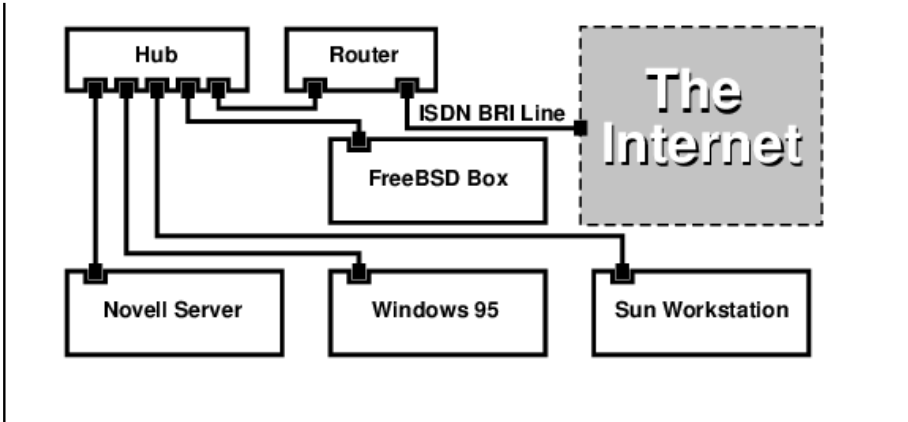 Hub
Router
The
Internet
ISDN BRI Line
FreeBSD Box
Novell Server
Windows 95
Sun Workstation